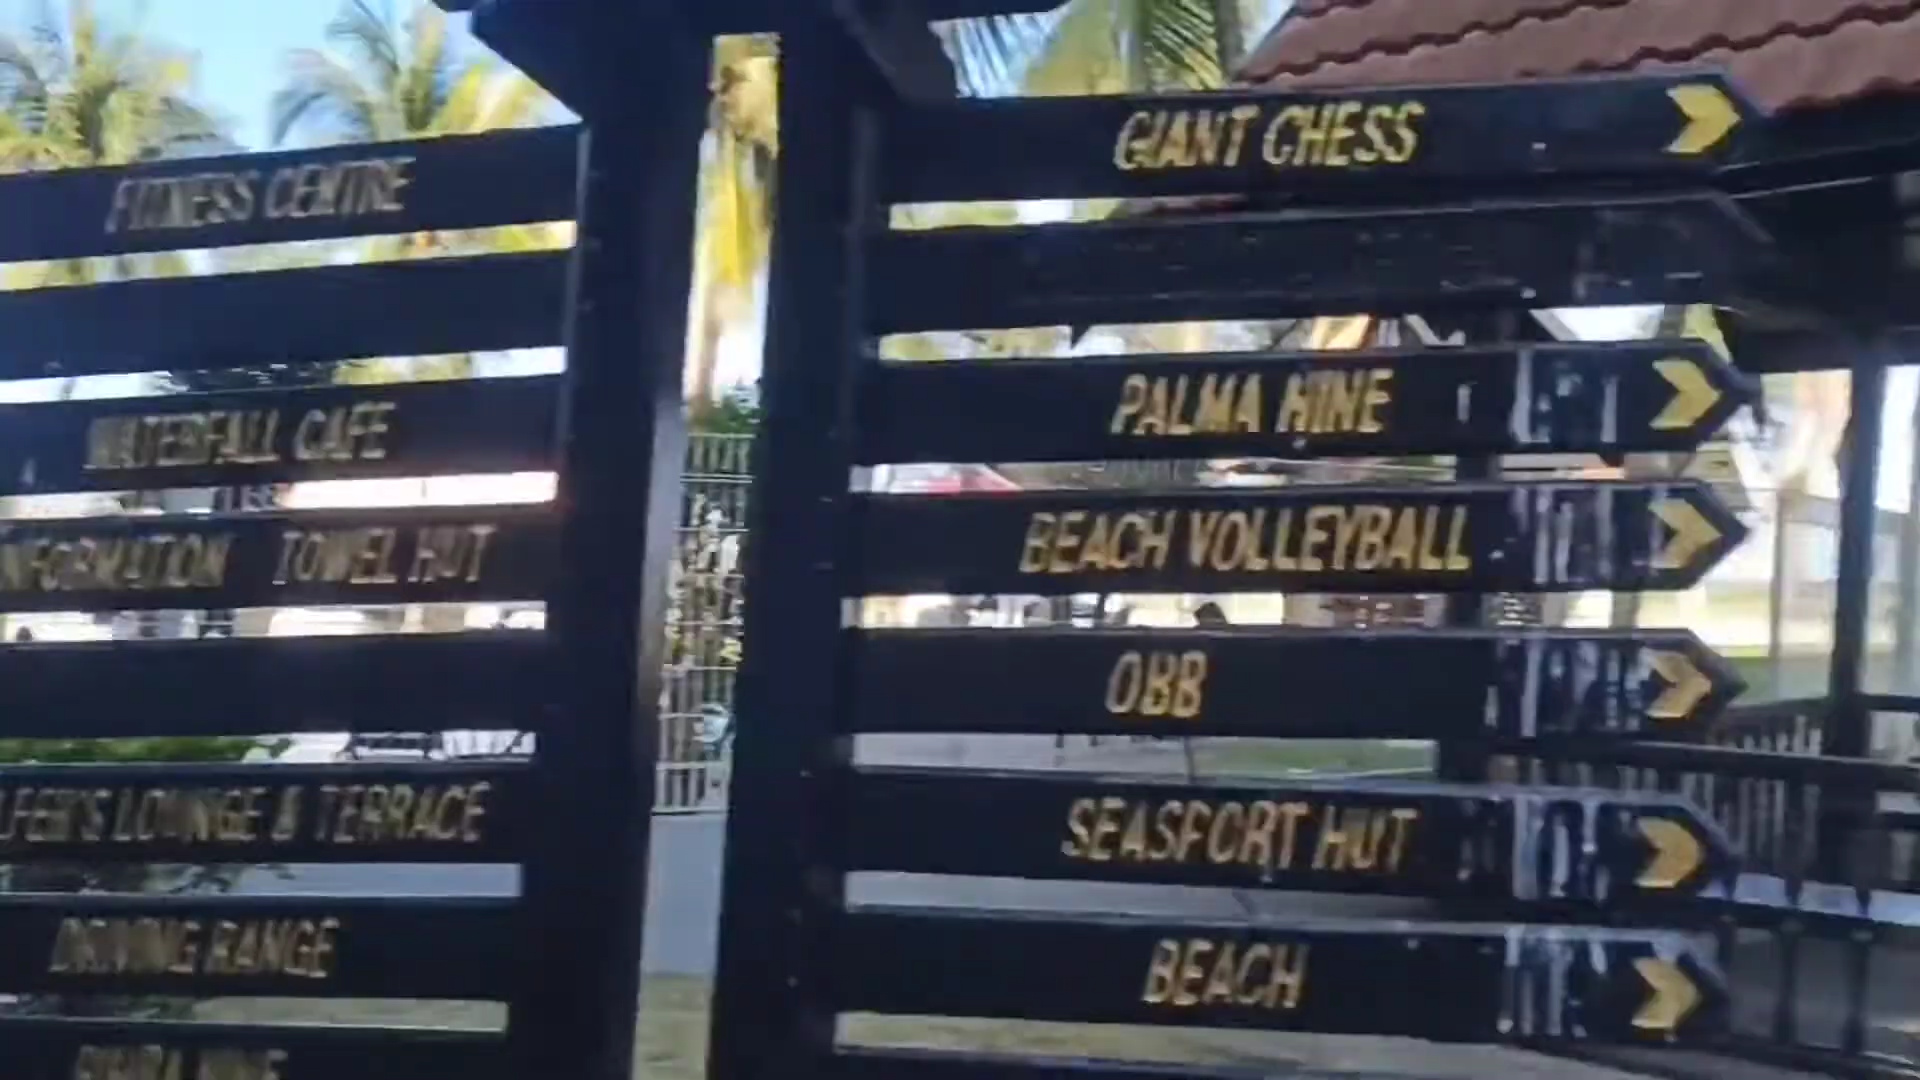 FITNESS CENTRE
WATERFALL CAFE
INFORMATION TOWEL HUT
LOUNGE & TERRACE
DRIVING RANGE
GIANT CHESS
PALMA NINE
BEACH VOLLEYBALL
OBB
SEASPORT HUT
BEACH